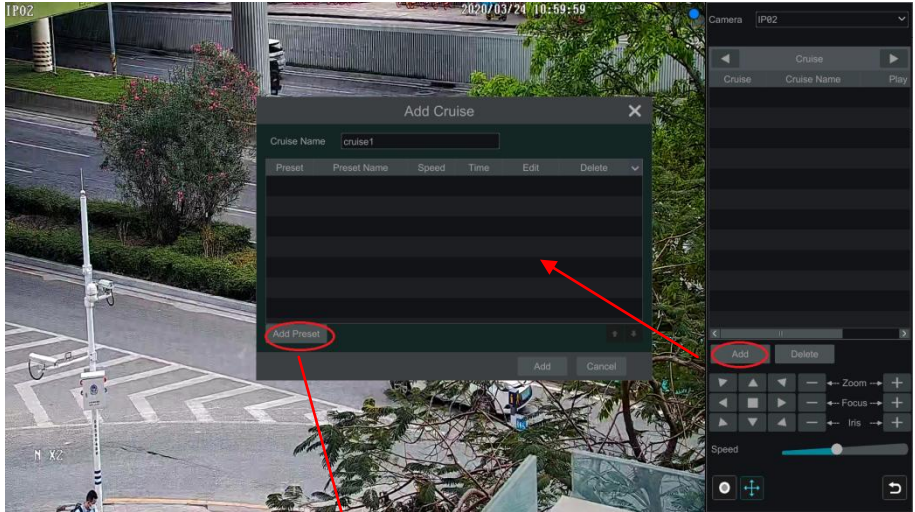 IP02
2020/03/24 10:59:59
Camera IP02
Cruise
Cruise Cruise Name Play
Add Cruise
Cruise Name cruise1
Preset Preset Name Speed Time Edit Delete
Add Preset
Add Cancel
Add Delete
Zoom
Focus
Iris
Speed
N X2